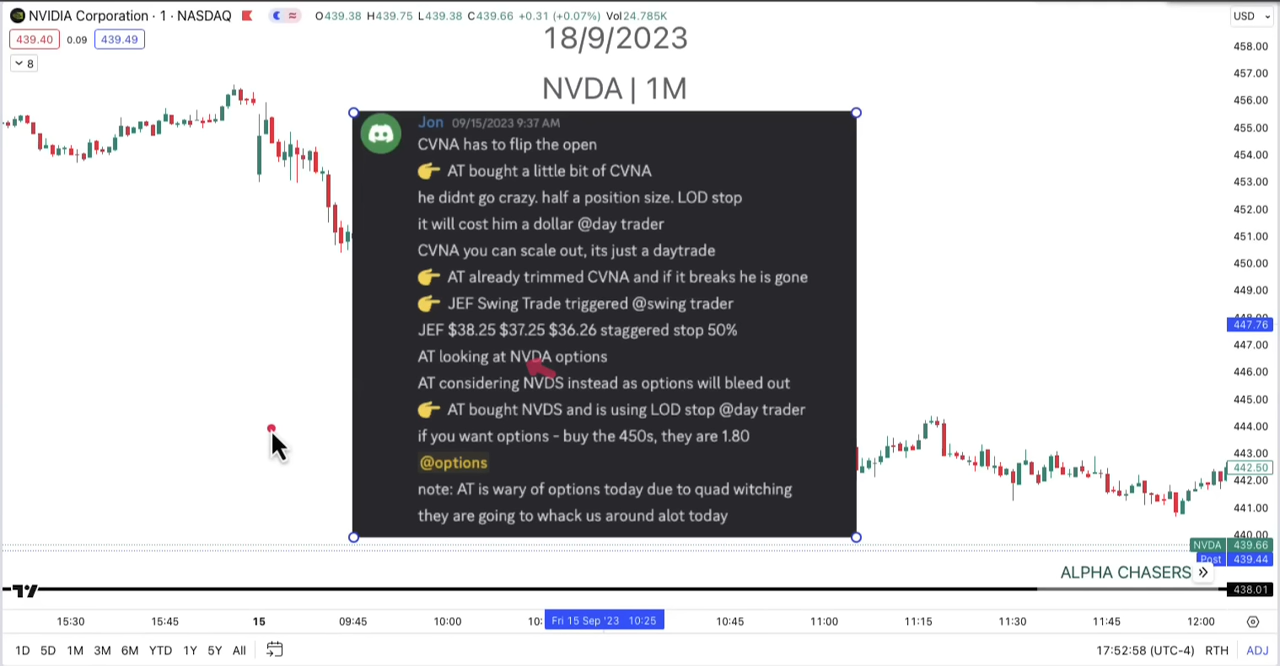 NVIDIA Corporation · 1 · NASDAQ
O439.38 H439.75 L439.38 C439.66 +0.31 (+0.07%) Vol24.785K
USD
439.40 0.09 439.49
8
18/9/2023
NVDA | 1M
Jon 09/15/2023 9:37 AM
CVNA has to flip the open
👉 AT bought a little bit of CVNA
he didnt go crazy. half a position size. LOD stop
it will cost him a dollar @day trader
CVNA you can scale out, its just a daytrade
👉 AT already trimmed CVNA and if it breaks he is gone
👉 JEF Swing Trade triggered @swing trader
JEF $38.25 $37.25 $36.26 staggered stop 50%
AT looking at NVDA options
AT considering NVDS instead as options will bleed out
👉 AT bought NVDS and is using LOD stop @day trader
if you want options - buy the 450s, they are 1.80
@options
note: AT is wary of options today due to quad witching
they are going to whack us around alot today
458.00
457.00
456.00
455.00
454.00
453.00
452.00
451.00
450.00
449.00
448.00
447.76
447.00
446.00
445.00
444.00
443.00
442.50
442.00
441.00
440.00
NVDA 439.66
Post 439.44
438.01
ALPHA CHASERS
15:30 15:45 15 09:45 10:00 10: Fri 15 Sep '23 10:25 10:45 11:00 11:15 11:30 11:45 12:00
1D 5D 1M 3M 6M YTD 1Y 5Y All
17:52:58 (UTC-4) RTH ADJ